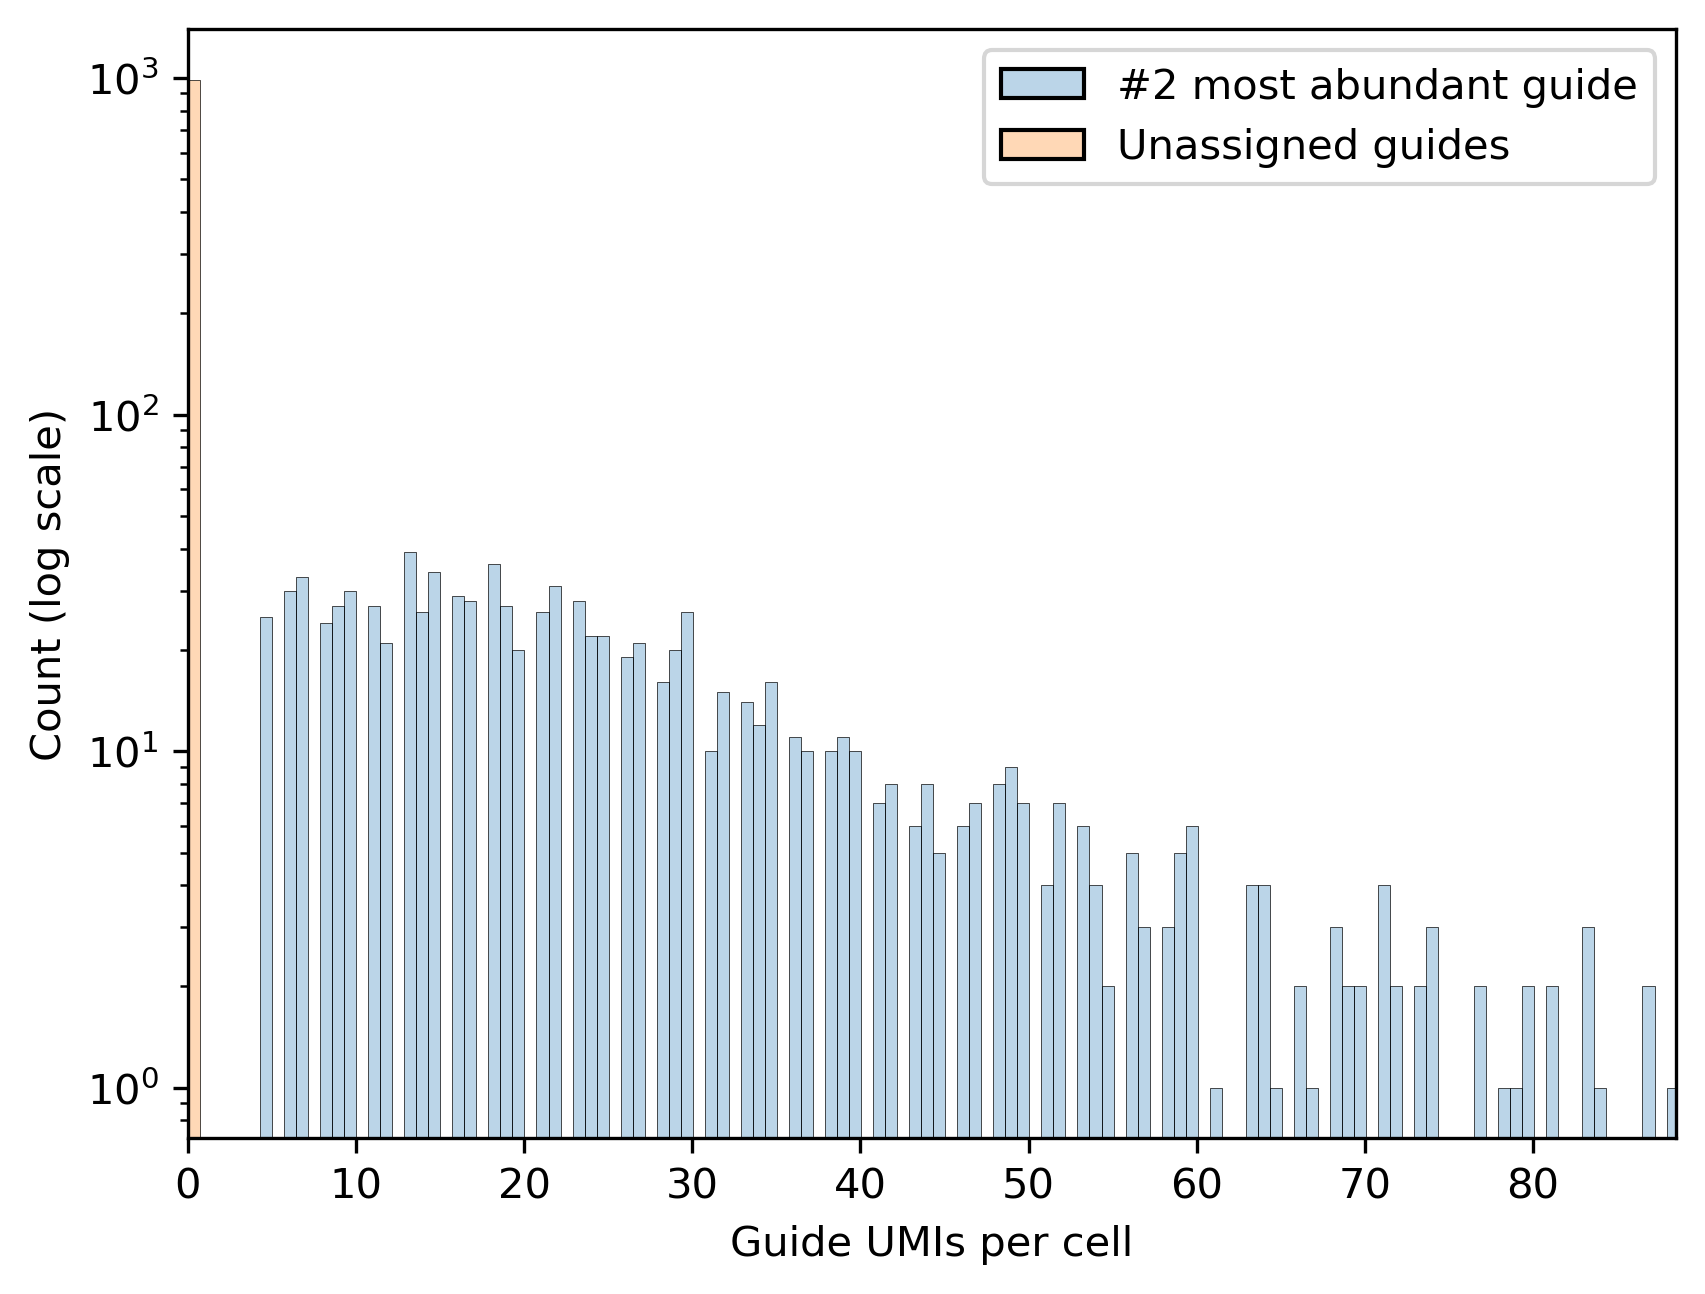 #2 most abundant guide
Unassigned guides
10³
10²
10¹
10⁰
Count (log scale)
0 10 20 30 40 50 60 70 80
Guide UMIs per cell